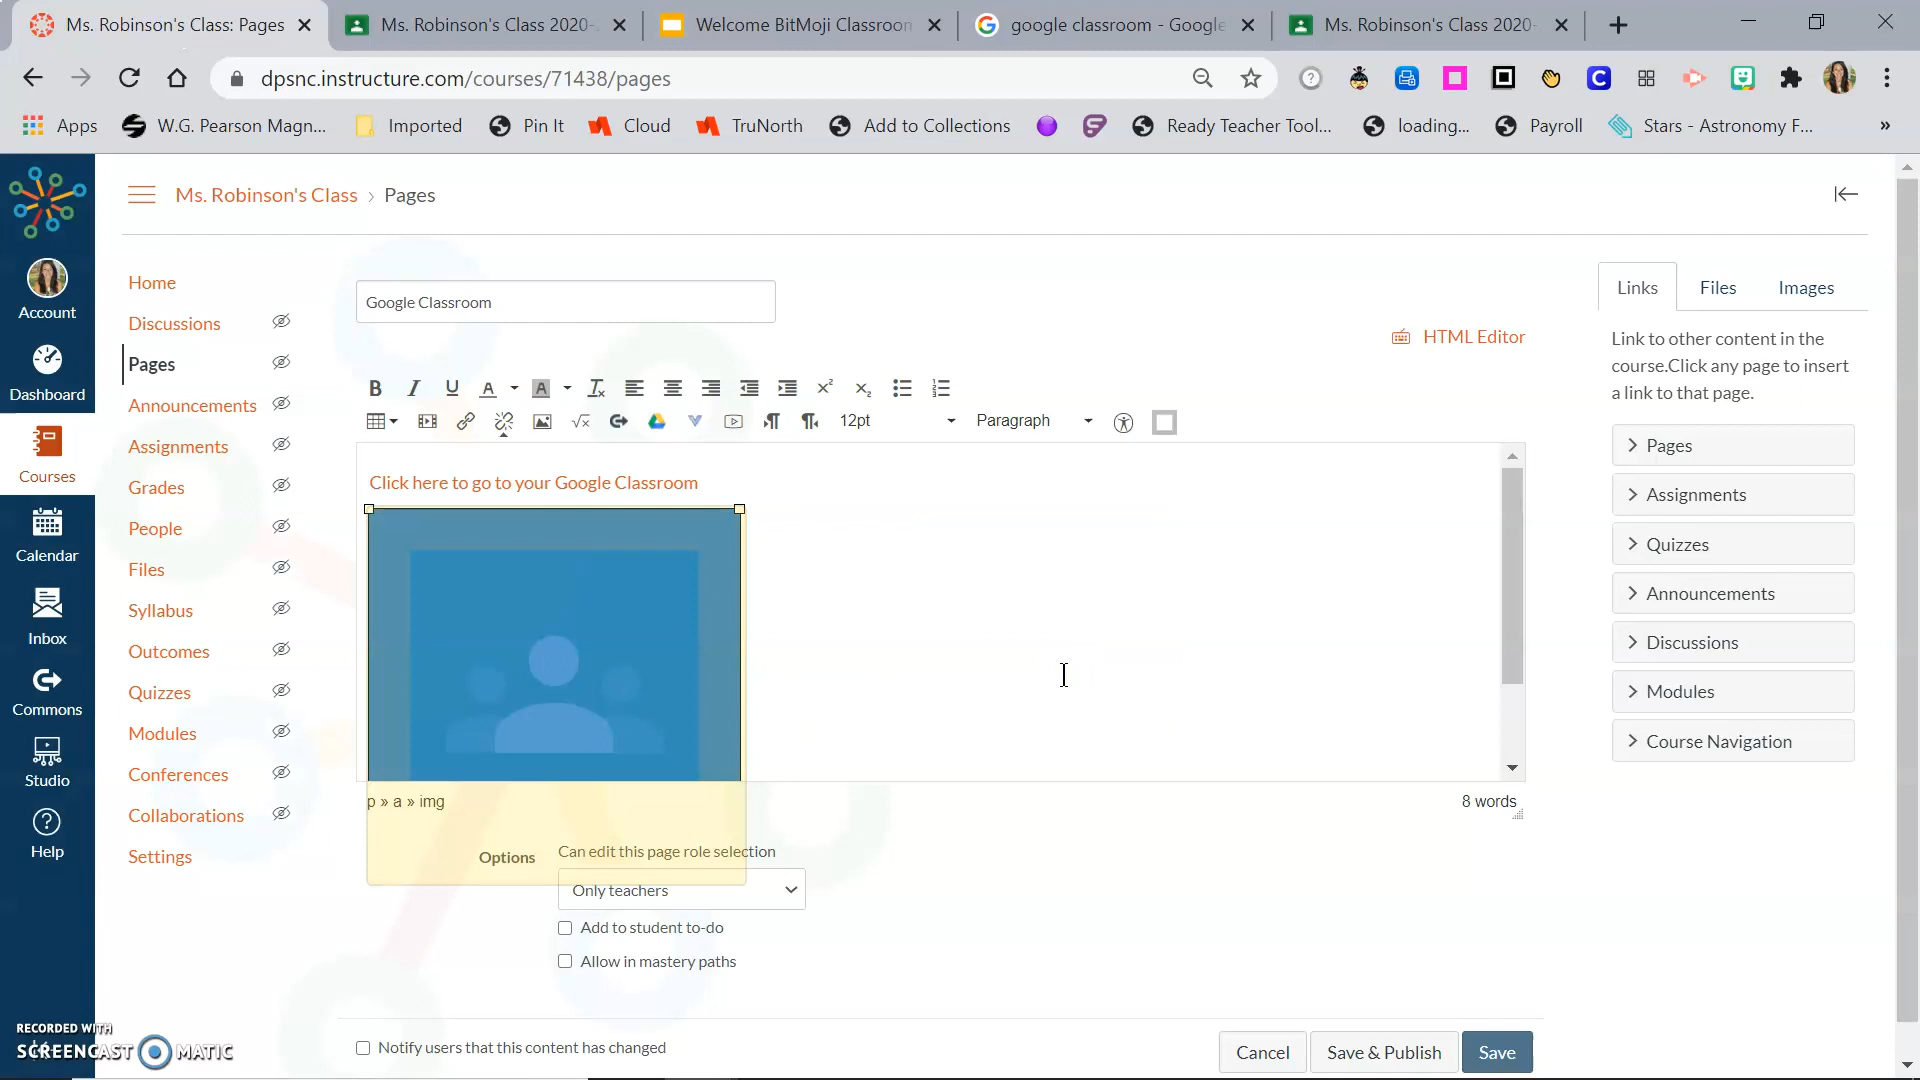 Ms. Robinson's Class: Pages
Ms. Robinson's Class 2020-
Welcome BitMoji Classroom
google classroom - Google
Ms. Robinson's Class 2020-
dpsnc.instructure.com/courses/71438/pages
Apps
W.G. Pearson Magn...
Imported
Pin It
Cloud
TruNorth
Add to Collections
Ready Teacher Tool...
loading...
Payroll
Stars - Astronomy F...
»
Ms. Robinson's Class › Pages
Account
Dashboard
Courses
Calendar
Inbox
Commons
Studio
Help
Home
Discussions
Pages
Announcements
Assignments
Grades
People
Files
Syllabus
Outcomes
Quizzes
Modules
Conferences
Collaborations
Settings
Google Classroom
HTML Editor
12pt
Paragraph
Click here to go to your Google Classroom
p » a » img
8 words
Options
Can edit this page role selection
Only teachers
Add to student to-do
Allow in mastery paths
Notify users that this content has changed
Cancel
Save & Publish
Save
Links
Files
Images
Link to other content in the
course.Click any page to insert
a link to that page.
Pages
Assignments
Quizzes
Announcements
Discussions
Modules
Course Navigation
RECORDED WITH
SCREENCAST MATIC